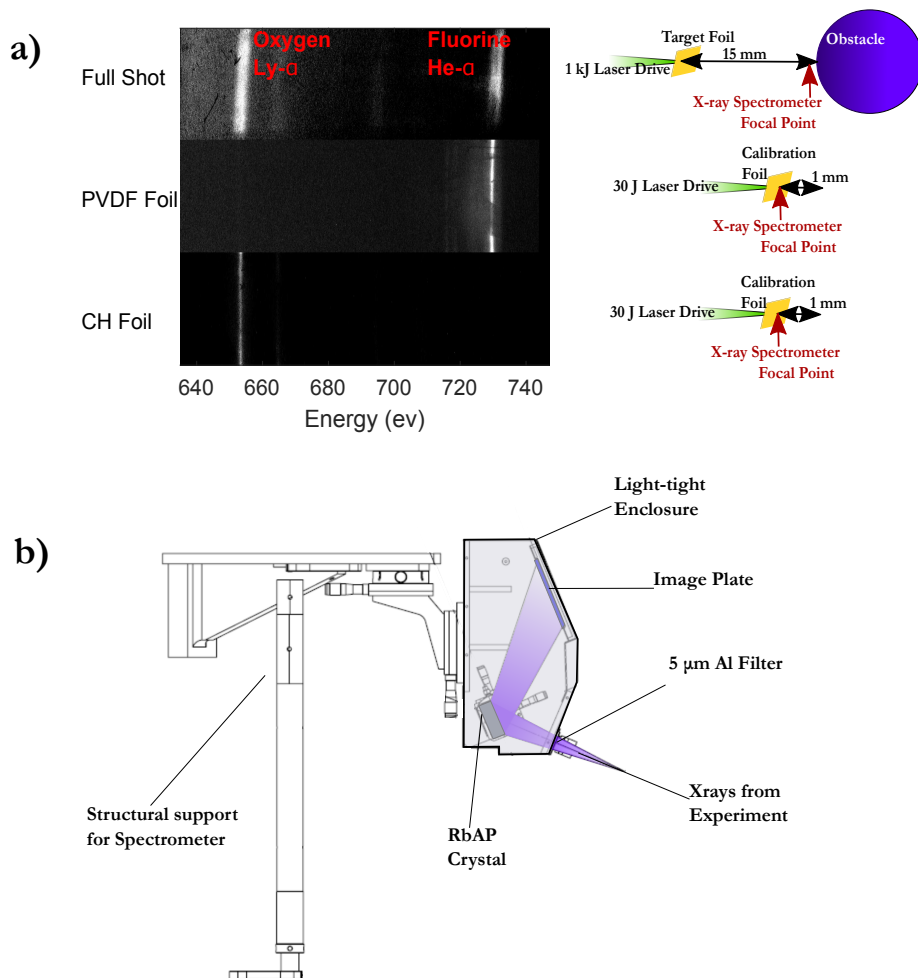 a)
Full Shot
PVDF Foil
CH Foil
Oxygen
Ly-α
Fluorine
He-α
640 660 680 700 720 740
Energy (ev)
Target Foil
15 mm
Obstacle
1 kJ Laser Drive
X-ray Spectrometer
Focal Point
Calibration
Foil
1 mm
30 J Laser Drive
X-ray Spectrometer
Focal Point
Calibration
Foil
1 mm
30 J Laser Drive
X-ray Spectrometer
Focal Point
b)
Light-tight
Enclosure
Image Plate
5 μm Al Filter
Xrays from
Experiment
Structural support
for Spectrometer
RbAP
Crystal